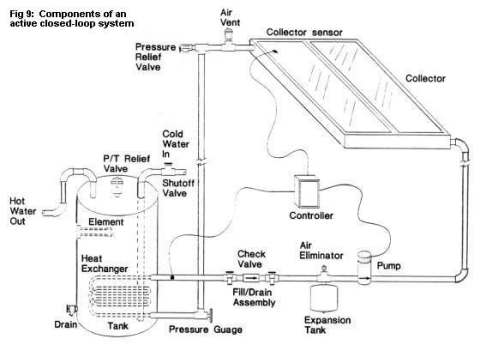 Fig 9: Components of an
active closed-loop system
Air
Vent
Collector sensor
Pressure
Relief
Valve
Collector
Cold
Water
In
P/T Relief
Valve
Shutoff
Valve
Hot
Water
Out
Element
Controller
Heat
Exchanger
Check
Valve
Air
Eliminator
Pump
Fill/Drain
Assembly
Drain
Tank
Pressure Guage
Expansion
Tank